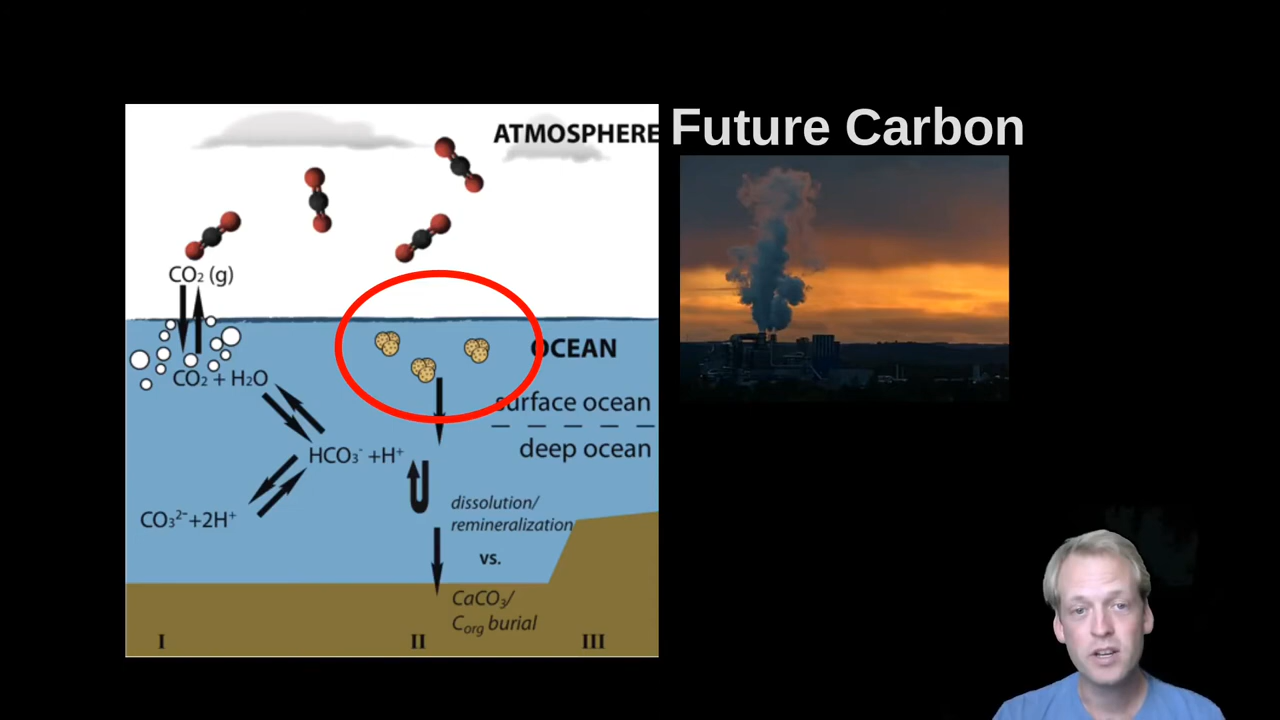 Future Carbon
ATMOSPHERE
CO₂ (g)
OCEAN
CO₂ + H₂O
surface ocean
deep ocean
HCO₃⁻ +H⁺
dissolution/
remineralization
CO₃²⁻+2H⁺
vs.
CaCO₃/
Corg burial
I
II
III